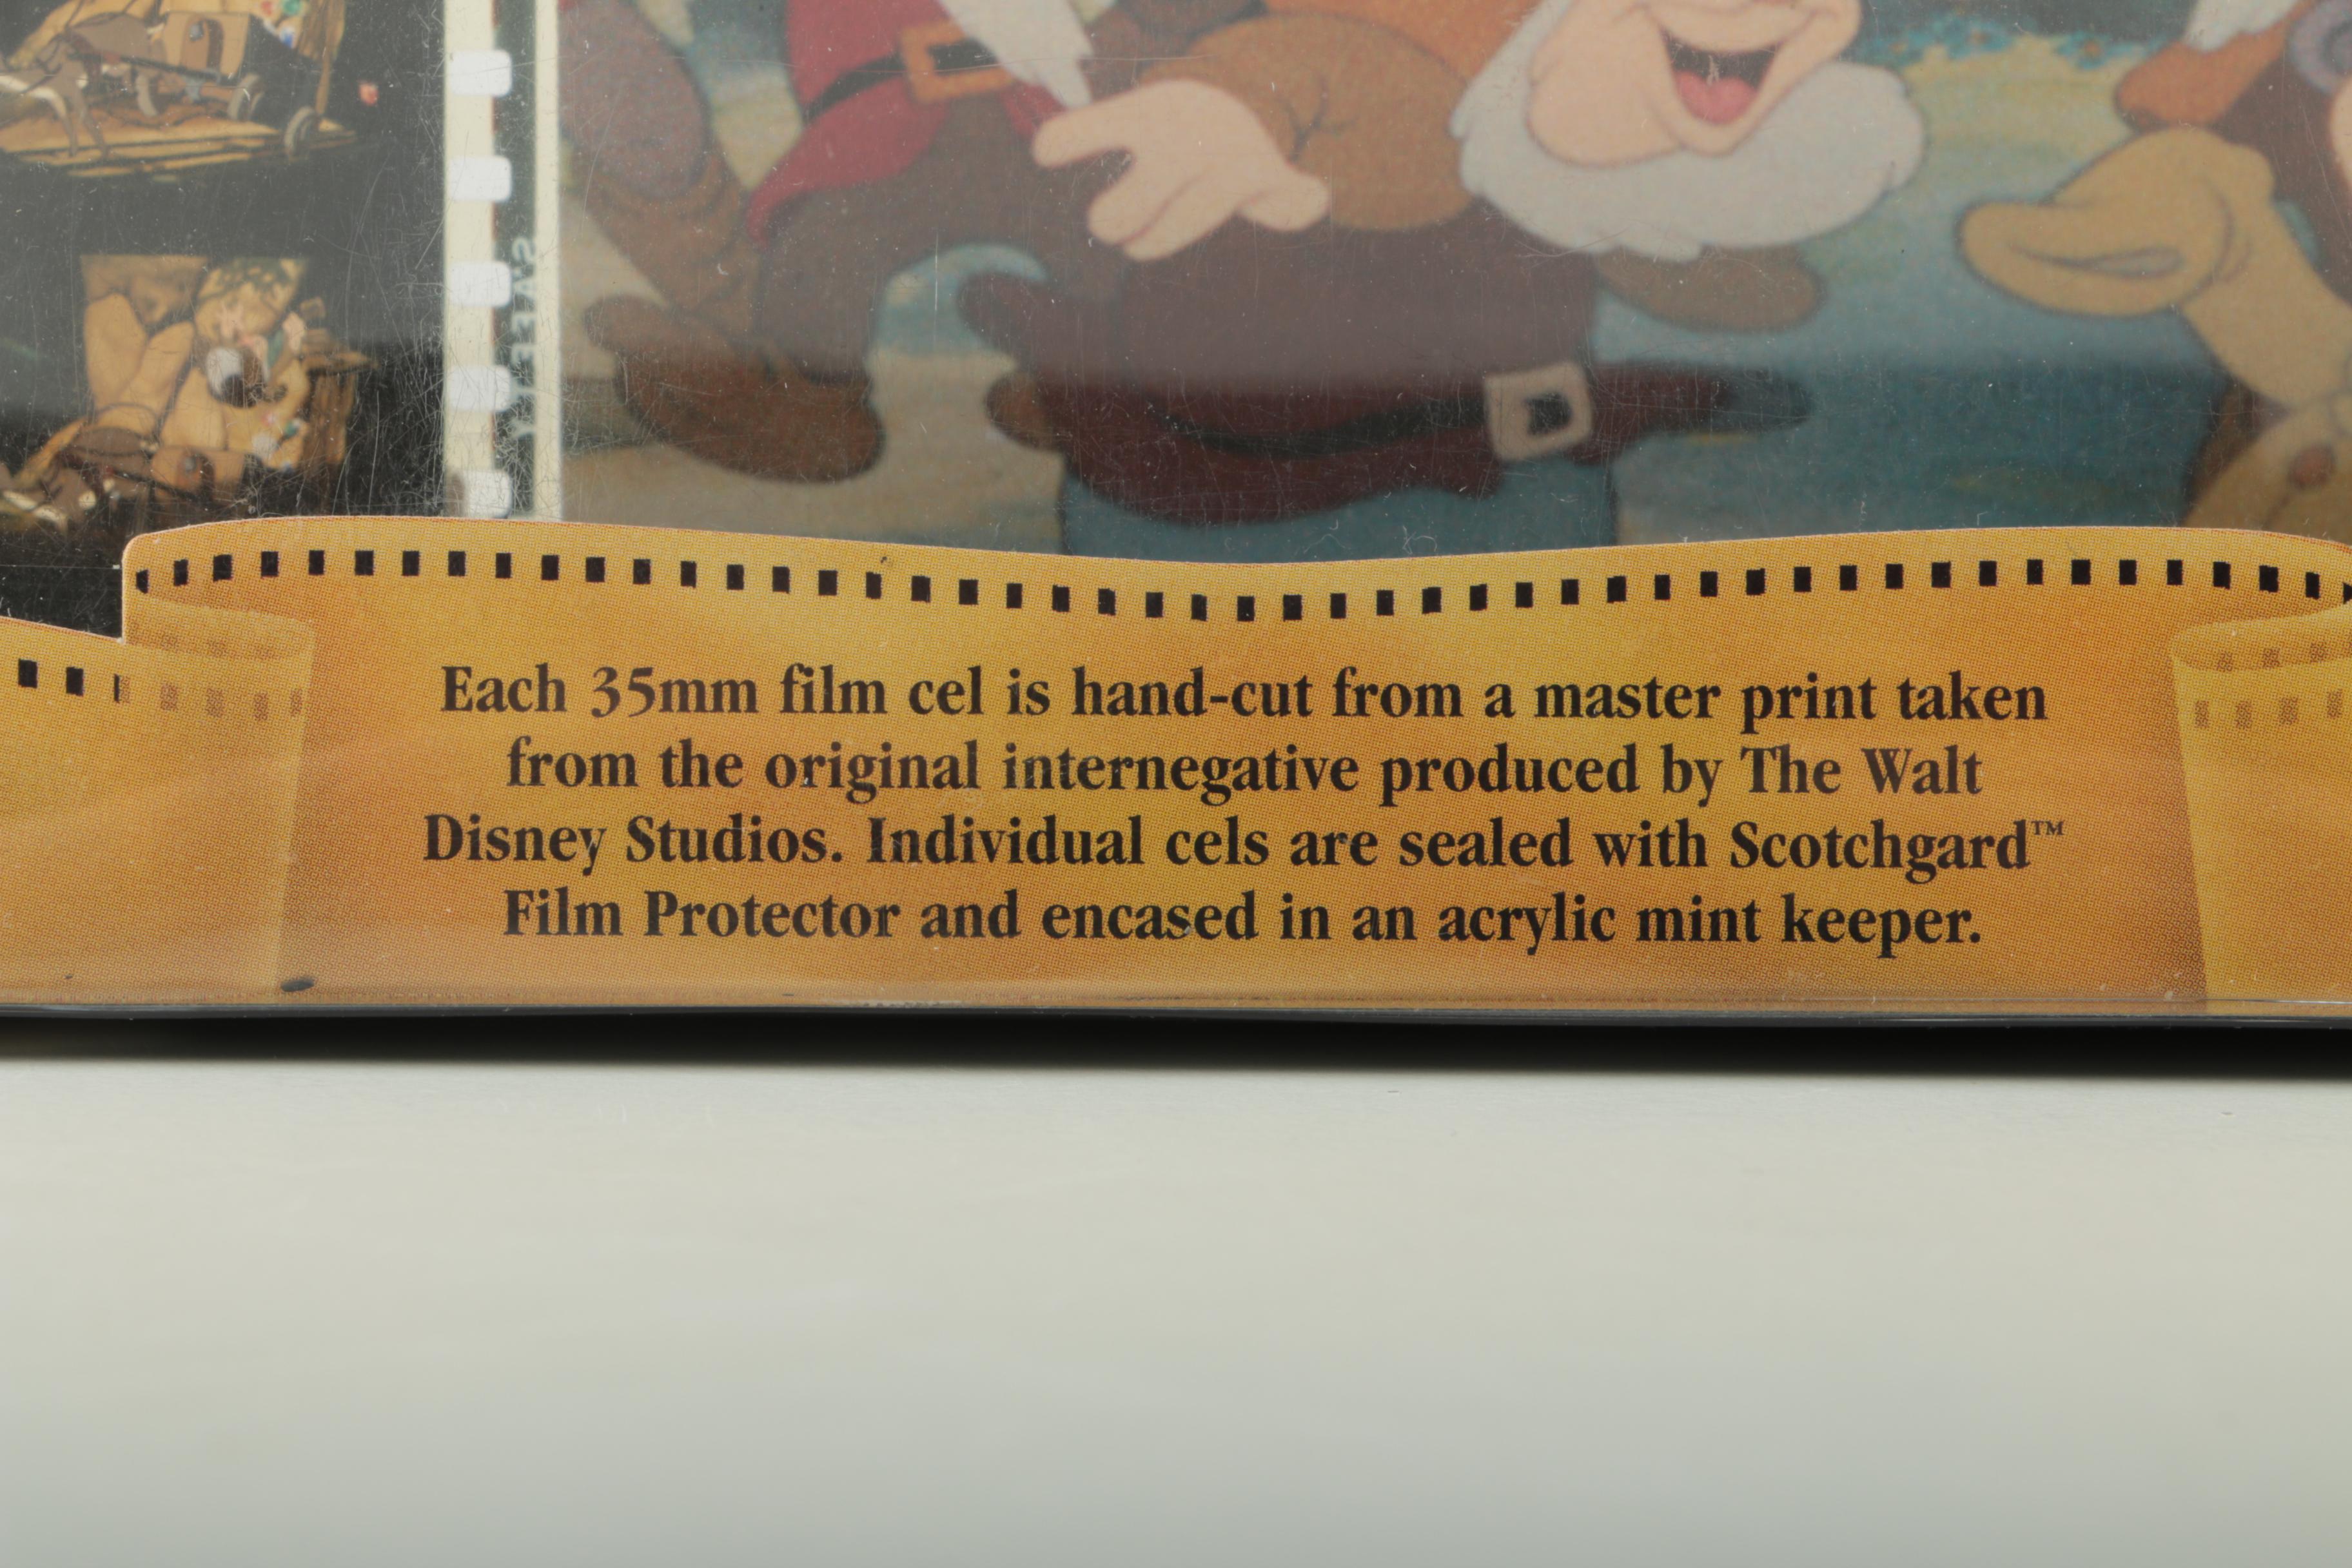 SAFETY
Each 35mm film cel is hand-cut from a master print taken
from the original internegative produced by The Walt
Disney Studios. Individual cels are sealed with Scotchgard™
Film Protector and encased in an acrylic mint keeper.